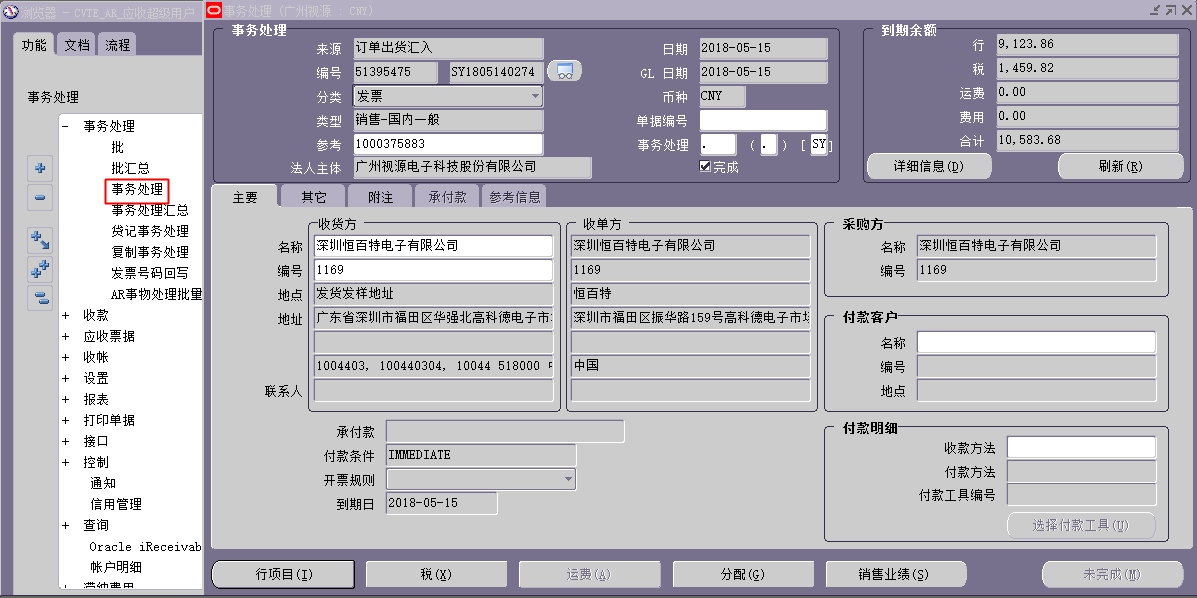 浏览器 - CVTE_AR_应收超级用户
事务处理 (广州视源 : CNY)
功能 文档 流程
事务处理
- 事务处理
批
批汇总
事务处理
事务处理汇总
贷记事务处理
复制事务处理
发票号码回写
AR事物处理批量
+ 收款
+ 应收票据
+ 收帐
+ 设置
+ 报表
+ 打印单据
+ 接口
+ 控制
通知
信用管理
+ 查询
Oracle iReceivab
帐户明细
+ 滞纳费用
事务处理
来源 订单出货汇入
编号 51395475 SY1805140274
分类 发票
类型 销售-国内一般
参考 1000375883
法人主体 广州视源电子科技股份有限公司
日期 2018-05-15
GL 日期 2018-05-15
币种 CNY
单据编号
事务处理 . ( . ) [ SY ]
完成
到期余额
行 9,123.86
税 1,459.82
运费 0.00
费用 0.00
合计 10,583.68
详细信息(D) 刷新(R)
主要 其它 附注 承付款 参考信息
收货方
名称 深圳恒百特电子有限公司
编号 1169
地点 发货发样地址
地址 广东省深圳市福田区华强北高科德电子市
1004403, 100440304, 10044 518000
联系人
收单方
深圳恒百特电子有限公司
1169
恒百特
深圳市福田区振华路159号高科德电子市场
中国
采购方
名称 深圳恒百特电子有限公司
编号 1169
付款客户
名称
编号
地点
承付款
付款条件 IMMEDIATE
开票规则
到期日 2018-05-15
付款明细
收款方法
付款方法
付款工具编号
选择付款工具(U)
行项目(I) 税(X) 运费(A) 分配(G) 销售业绩(S) 未完成(N)